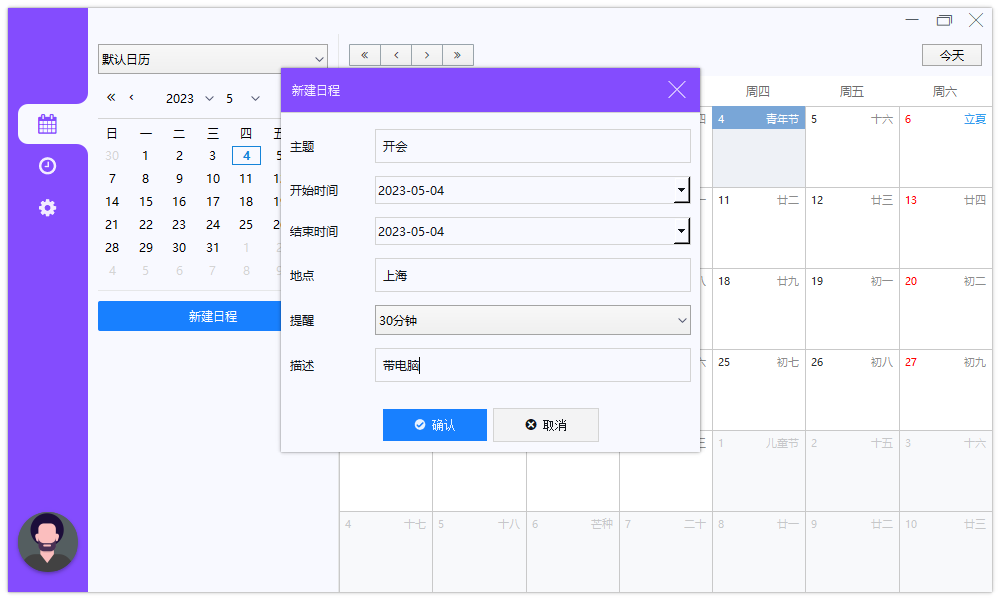 默认日历
« ‹ › »
今天
« ‹ 2023 5
日 一 二 三 四 五
30 1 2 3 4 5
7 8 9 10 11
14 15 16 17 18
21 22 23 24 25
28 29 30 31 1
4 5 6 7 8
新建日程
新建日程
主题 开会
开始时间 2023-05-04
结束时间 2023-05-04
地点 上海
提醒 30分钟
描述 带电脑
确认 取消
周四 周五 周六
4 青年节 5 十六 6 立夏
11 廿二 12 廿三 13 廿四
18 廿九 19 初一 20 初二
25 初七 26 初八 27 初九
1 儿童节 2 十五 3 十六
4 十七 5 十八 6 芒种 7 二十 8 廿一 9 廿二 10 廿三